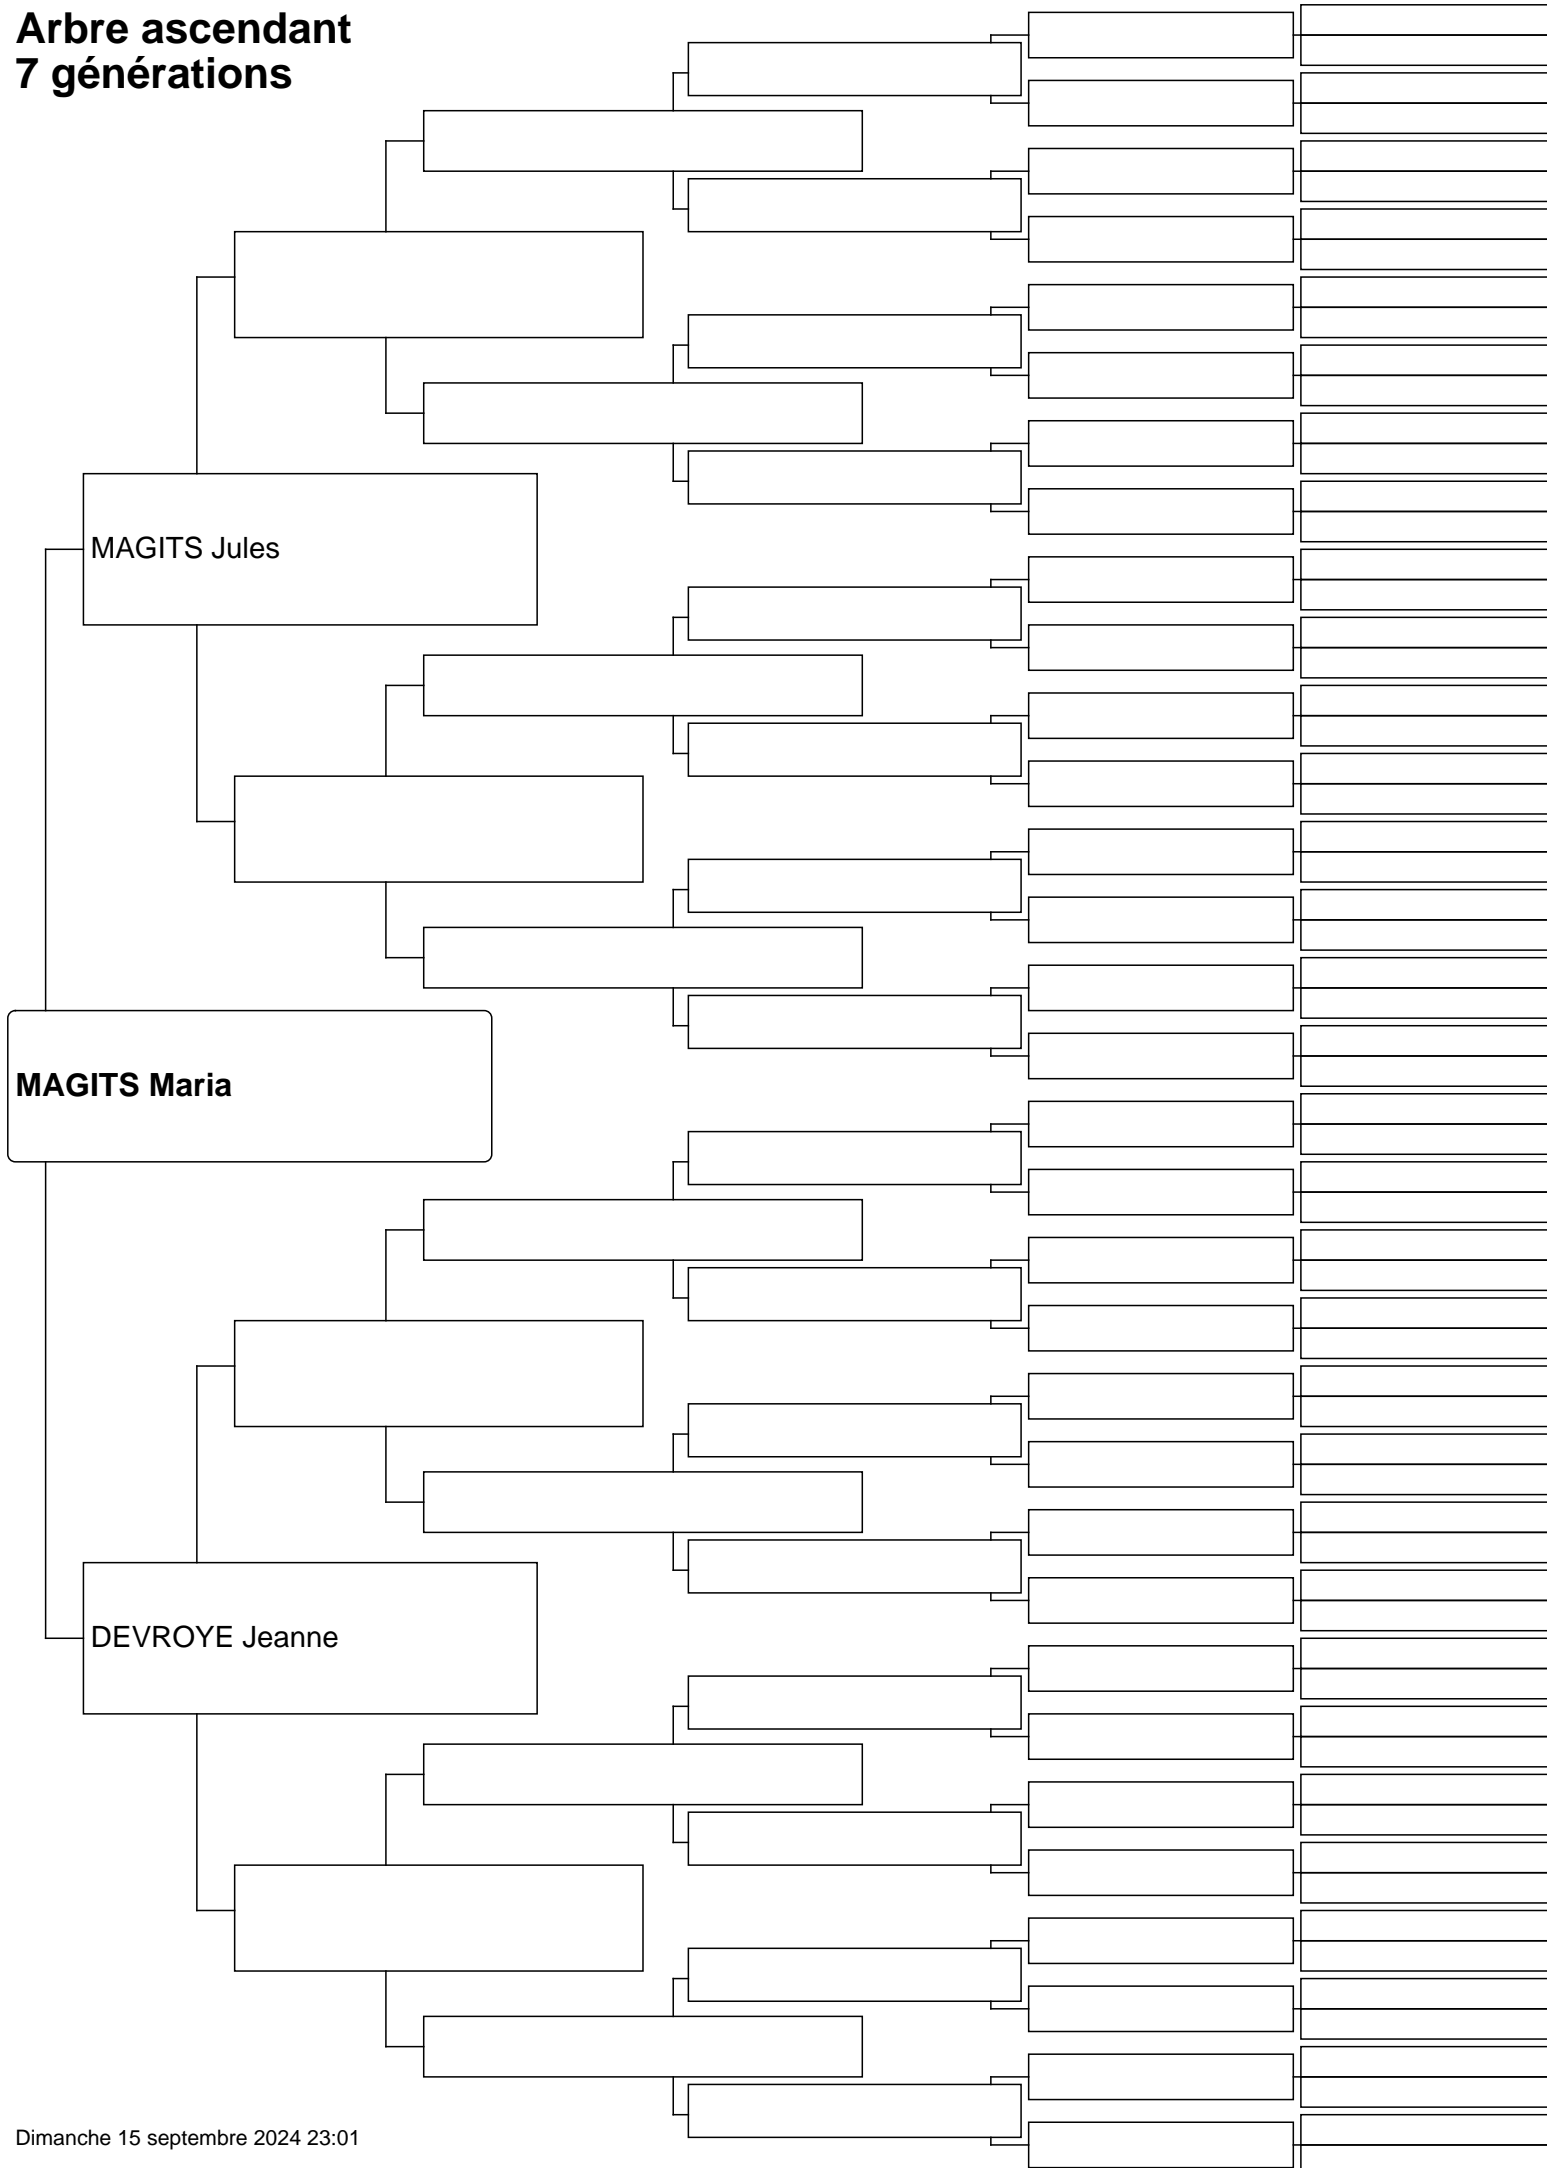 Arbre ascendant
7 générations
MAGITS Jules
MAGITS Maria
DEVROYE Jeanne
Dimanche 15 septembre 2024 23:01